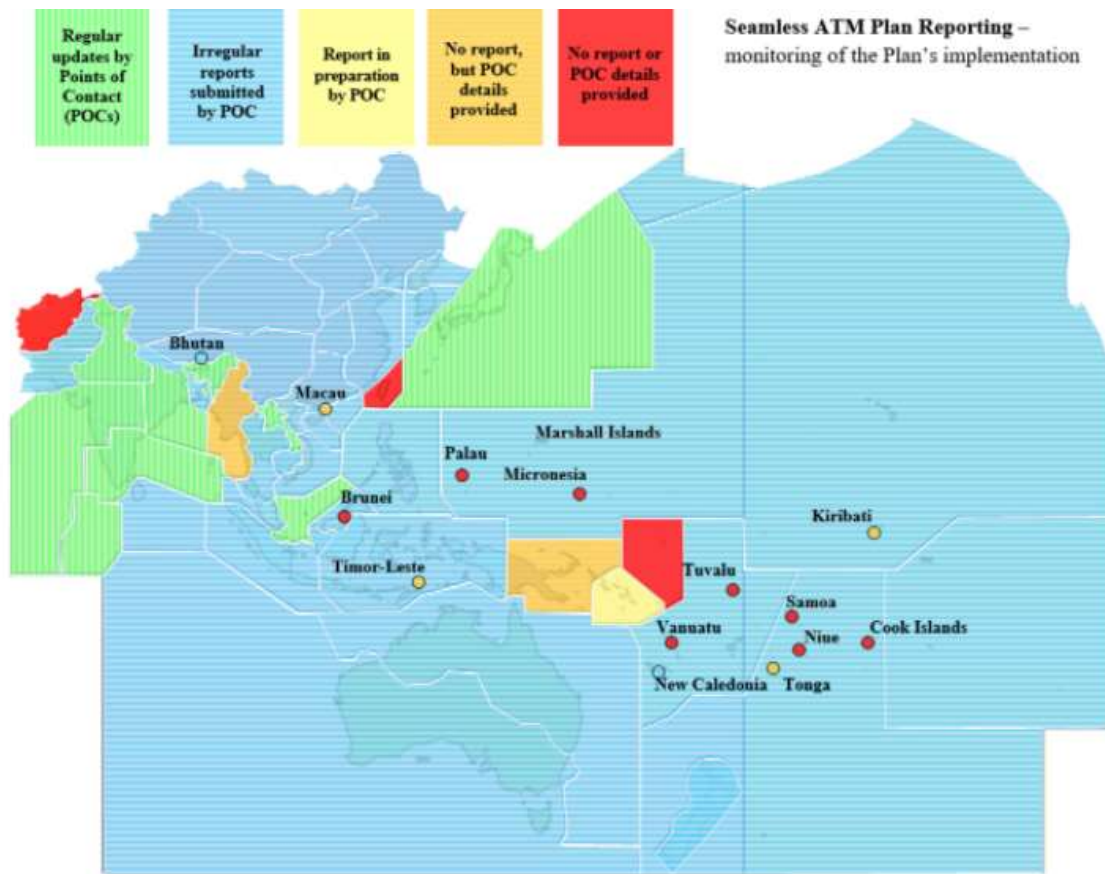 Regular
updates by
Points of
Contact
(POCs)
Irregular
reports
submitted
by POC
Report in
preparation
by POC
No report,
but POC
details
provided
No report or
POC details
provided
Seamless ATM Plan Reporting –
monitoring of the Plan's implementation
Bhutan
Macau
Marshall Islands
Palau
Micronesia
Brunei
Kiribati
Timor-Leste
Tuvalu
Samoa
Vanuatu
Niue
Cook Islands
New Caledonia
Tonga